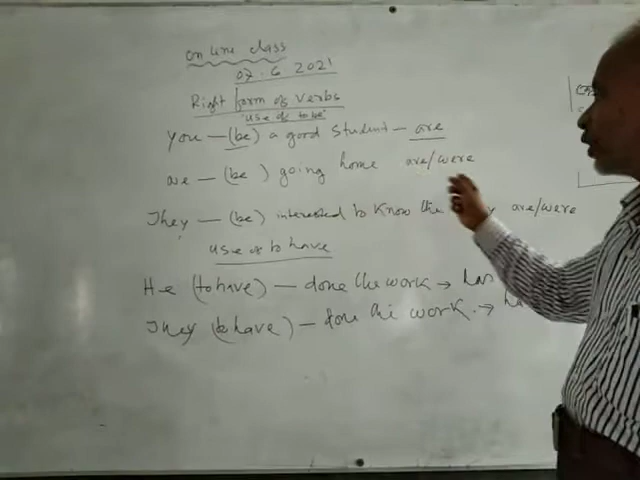 online class
07.6.2021
Right form of verbs
"use of to be"
you — (be) a good student — are
we — (be) going home are/were
They — (be) interested to know the are/were
use of to have
He (to have) — done the work → has
They (to have) — done the work. →